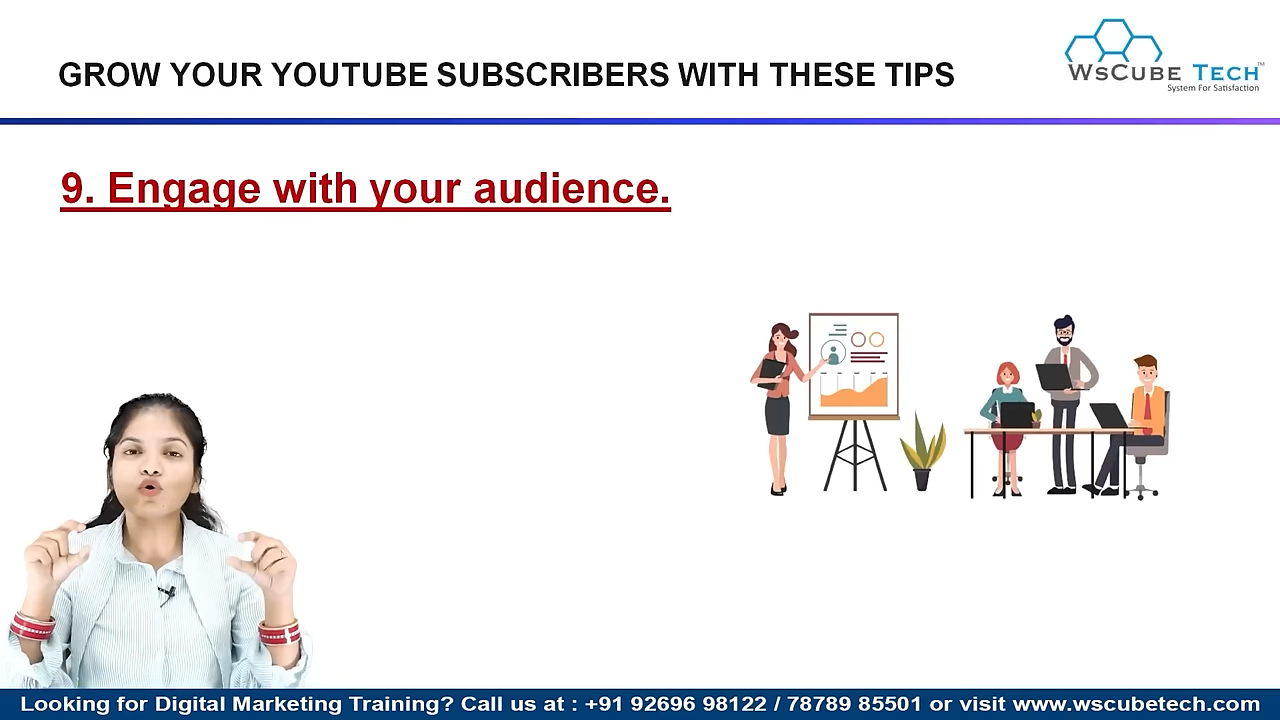 GROW YOUR YOUTUBE SUBSCRIBERS WITH THESE TIPS
WSCUBE TECH™
System For Satisfaction
9. Engage with your audience.
Looking for Digital Marketing Training? Call us at : +91 92696 98122 / 78789 85501 or visit www.wscubetech.com